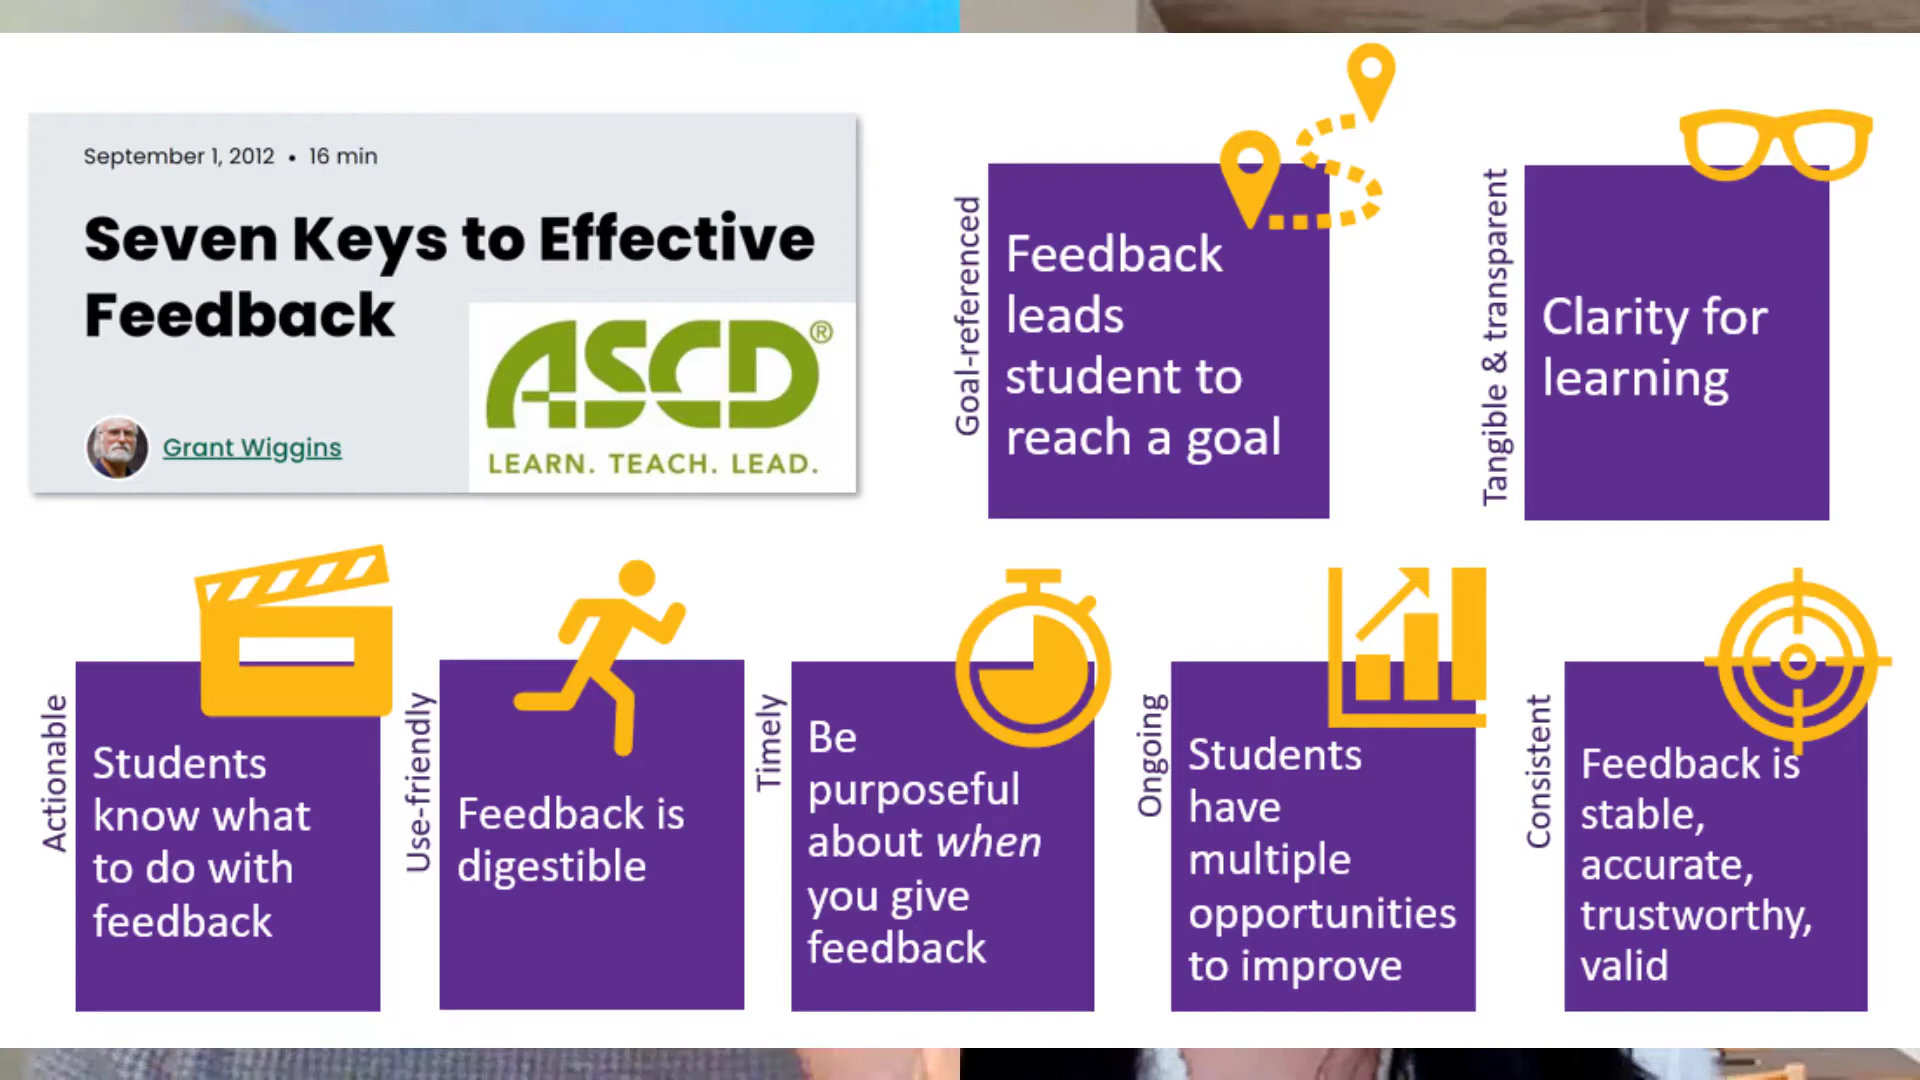 September 1, 2012 • 16 min
Seven Keys to Effective
Feedback
ASCD®
LEARN. TEACH. LEAD.
Grant Wiggins
Goal-referenced
Feedback
leads
student to
reach a goal
Tangible & transparent
Clarity for
learning
Actionable
Students
know what
to do with
feedback
Use-friendly
Feedback is
digestible
Timely
Be
purposeful
about when
you give
feedback
Ongoing
Students
have
multiple
opportunities
to improve
Consistent
Feedback is
stable,
accurate,
trustworthy,
valid